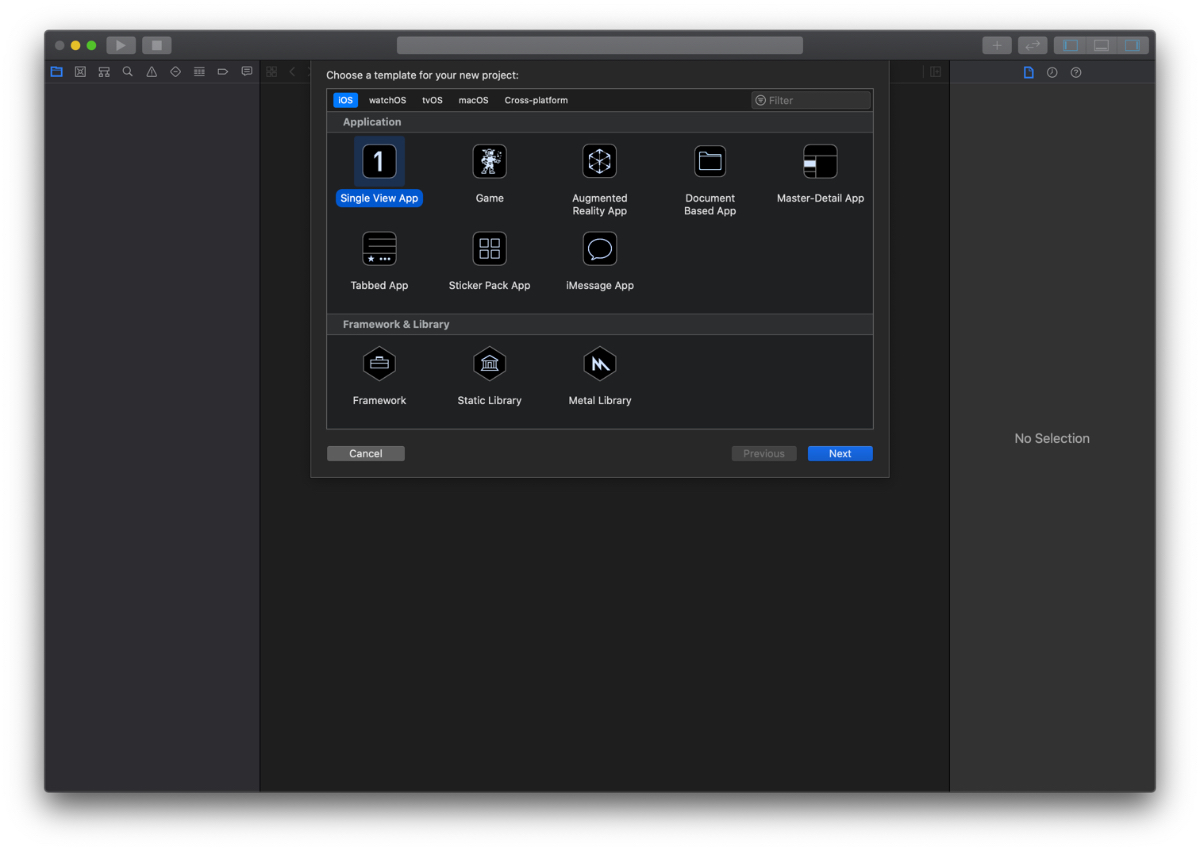 Choose a template for your new project:
iOS watchOS tvOS macOS Cross-platform Filter
Application
1
Single View App Game Augmented Reality App Document Based App Master-Detail App
Tabbed App Sticker Pack App iMessage App
Framework & Library
Framework Static Library Metal Library
No Selection
Cancel Previous Next